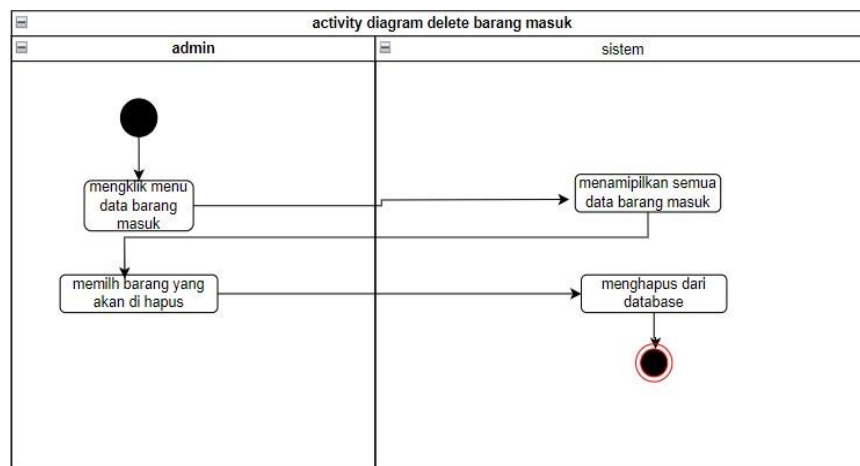 activity diagram delete barang masuk
admin
sistem
mengklik menu
data barang
masuk
menamipilkan semua
data barang masuk
memilh barang yang
akan di hapus
menghapus dari
database